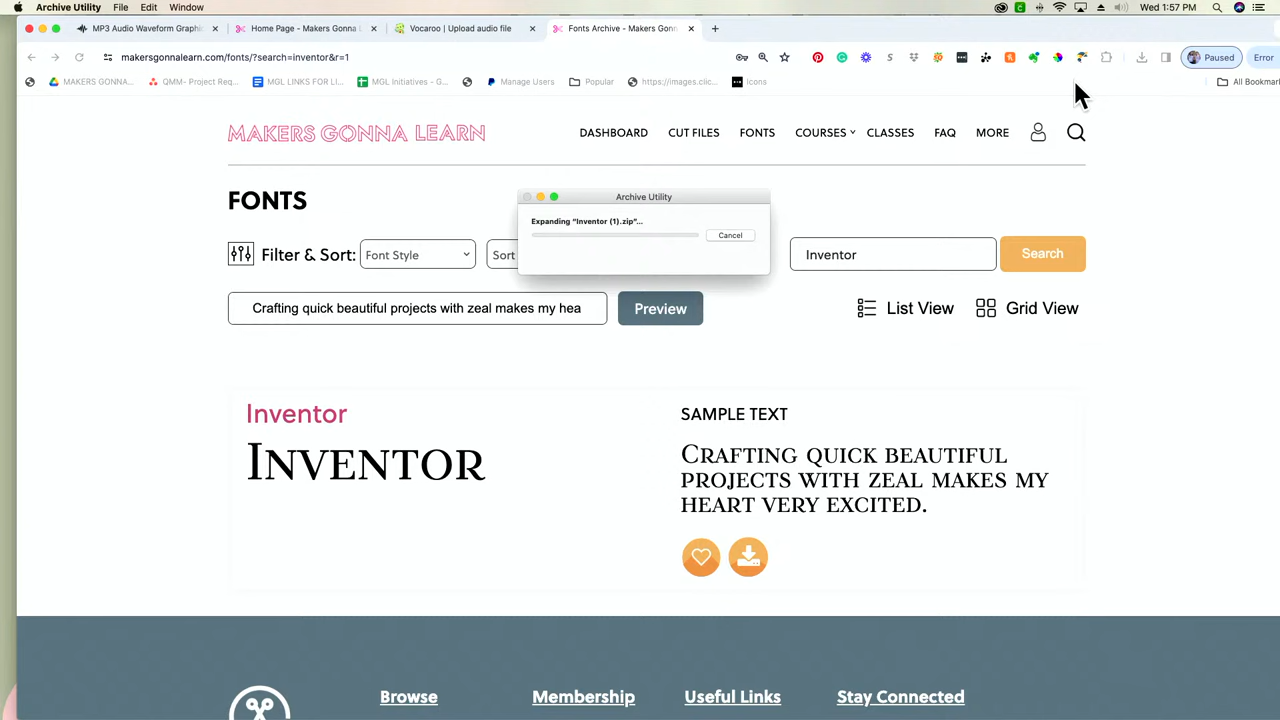 Archive Utility File Edit Window Wed 1:57 PM
MP3 Audio Waveform Graphi Home Page - Makers Gonna L Vocaroo | Upload audio file Fonts Archive - Makers Gonn
makersgonnalearn.com/fonts/?search=inventor&r=1 Paused Error
MAKERS GONNA... QMM- Project Req... MGL LINKS FOR LI... MGL Initiatives - G... Manage Users Popular https://images.clic... Icons All Bookmar
MAKERS GONNA LEARN DASHBOARD CUT FILES FONTS COURSES CLASSES FAQ MORE
FONTS
Archive Utility
Expanding "Inventor (1).zip"...
Cancel
Filter & Sort: Font Style Sort Inventor Search
Crafting quick beautiful projects with zeal makes my hea Preview List View Grid View
Inventor
INVENTOR
SAMPLE TEXT
CRAFTING QUICK BEAUTIFUL
PROJECTS WITH ZEAL MAKES MY
HEART VERY EXCITED.
Browse Membership Useful Links Stay Connected